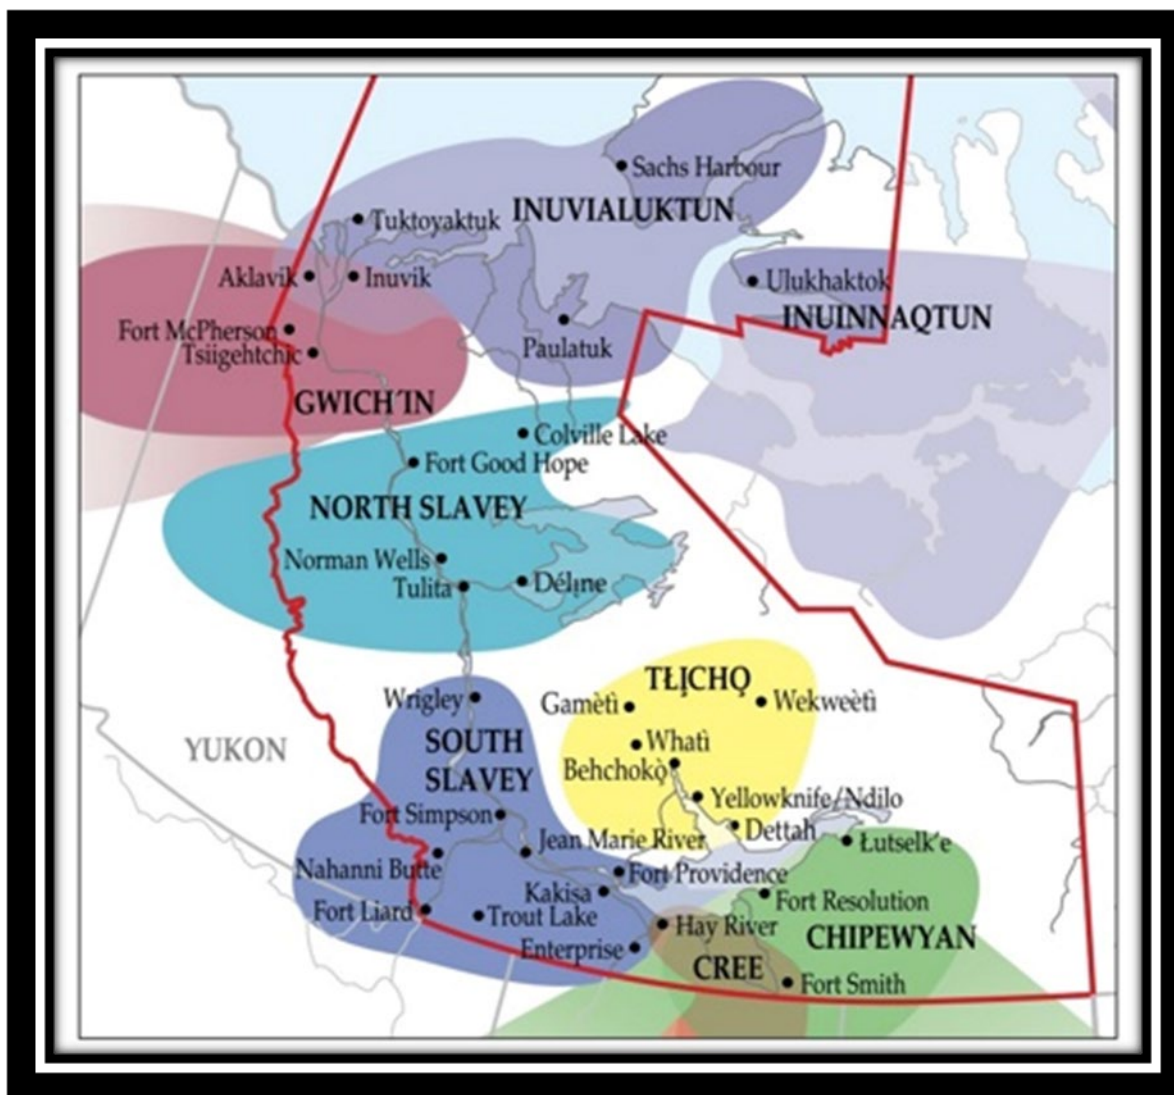 Sachs Harbour
INUVIALUKTUN
Tuktoyaktuk
Aklavik
Inuvik
Ulukhaktok
INUINNAQTUN
Fort McPherson
Tsiigehtchic
Paulatuk
GWICH´IN
Colville Lake
Fort Good Hope
NORTH SLAVEY
Norman Wells
Tulita
Délįne
TŁĮCHǪ
Wrigley
Gamètì
Wekweètì
YUKON
SOUTH
SLAVEY
Whatì
Behchokǫ̀
Yellowknife/Ndilo
Fort Simpson
Dettah
Jean Marie River
Łutselk´e
Nahanni Butte
Fort Providence
Kakisa
Fort Resolution
Fort Liard
Trout Lake
Hay River
CHIPEWYAN
Enterprise
CREE
Fort Smith